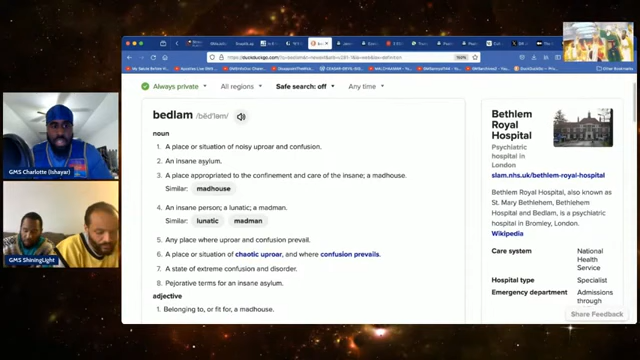 https://duckduckgo.com/
160%
Other Bookmarks
Always private
All regions
Safe search: off
Any time
bedlam /bĕd′ləm/
noun
1. A place or situation of noisy uproar and confusion.
2. An insane asylum.
3. A place appropriated to the confinement and care of the insane; a madhouse.
Similar: madhouse
4. An insane person; a lunatic; a madman.
Similar: lunatic madman
5. Any place where uproar and confusion prevail.
6. A place or situation of chaotic uproar, and where confusion prevails.
7. A state of extreme confusion and disorder.
8. Pejorative terms for an insane asylum.
adjective
1. Belonging to, or fit for, a madhouse.
Bethlem
Royal
Hospital
Psychiatric
hospital in
London
slam.nhs.uk/bethlem-royal-hospital
Bethlem Royal Hospital, also known as
St. Mary Bethlehem, Bethlehem
Hospital and Bedlam, is a psychiatric
hospital in Bromley, London.
Wikipedia
Care system National
Health
Service
Hospital type Specialist
Emergency department Admissions
through
Share Feedback
GMS Charlotte (Ishayar)
GMS ShiningLight